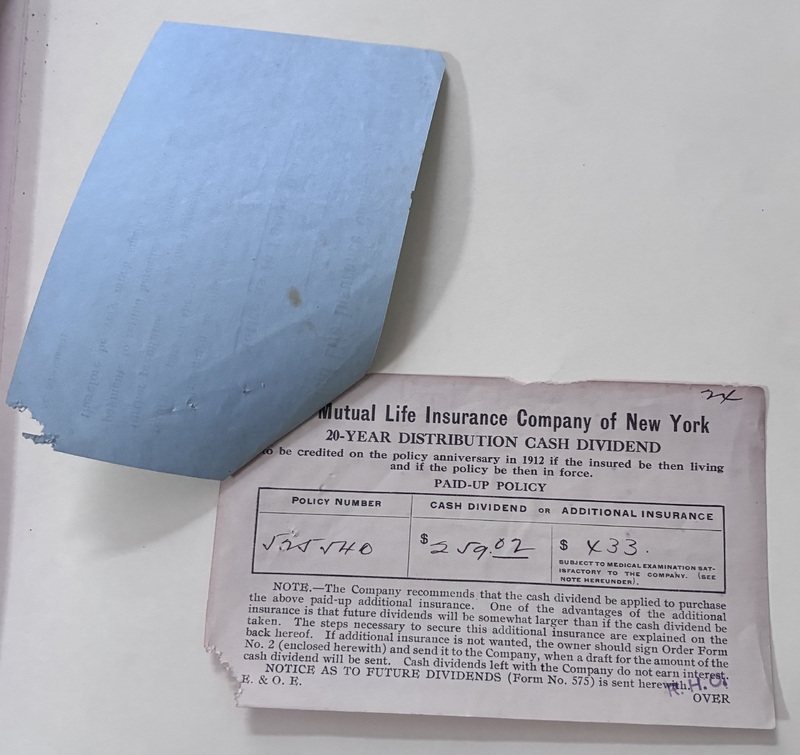 24
Mutual Life Insurance Company of New York
20-YEAR DISTRIBUTION CASH DIVIDEND
to be credited on the policy anniversary in 1912 if the insured be then living
and if the policy be then in force.
PAID-UP POLICY
POLICY NUMBER CASH DIVIDEND OR ADDITIONAL INSURANCE
525540 $259.02 $ 433.
SUBJECT TO MEDICAL EXAMINATION SAT-
ISFACTORY TO THE COMPANY. (SEE
NOTE HEREUNDER).
NOTE.—The Company recommends that the cash dividend be applied to purchase
the above paid-up additional insurance. One of the advantages of the additional
insurance is that future dividends will be somewhat larger than if the cash dividend be
taken. The steps necessary to secure this additional insurance are explained on the
back hereof. If additional insurance is not wanted, the owner should sign Order Form
No. 2 (enclosed herewith) and send it to the Company, when a draft for the amount of the
cash dividend will be sent. Cash dividends left with the Company do not earn interest.
NOTICE AS TO FUTURE DIVIDENDS (Form No. 575) is sent herewith.
R.H.O.
E. & O. E.
OVER